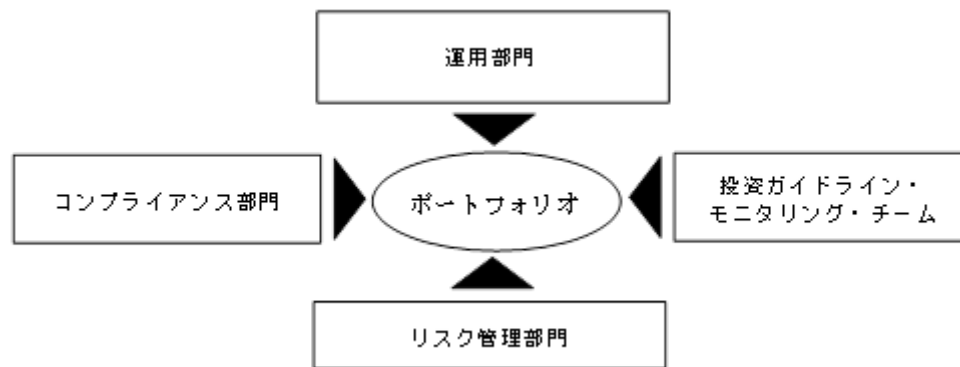 運用部門
コンプライアンス部門
ポートフォリオ
投資ガイドライン・
モニタリング・チーム
リスク管理部門